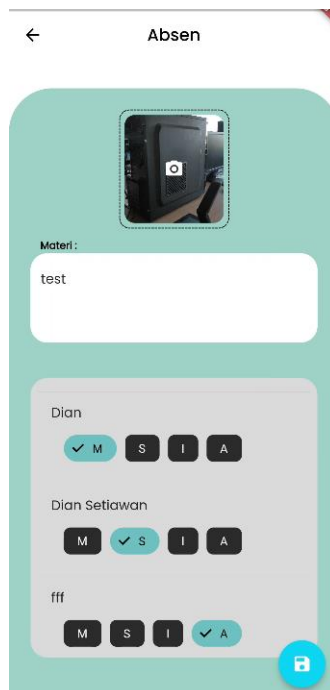 Absen
Materi :
test
Dian
M S I A
Dian Setiawan
M S I A
fff
M S I A